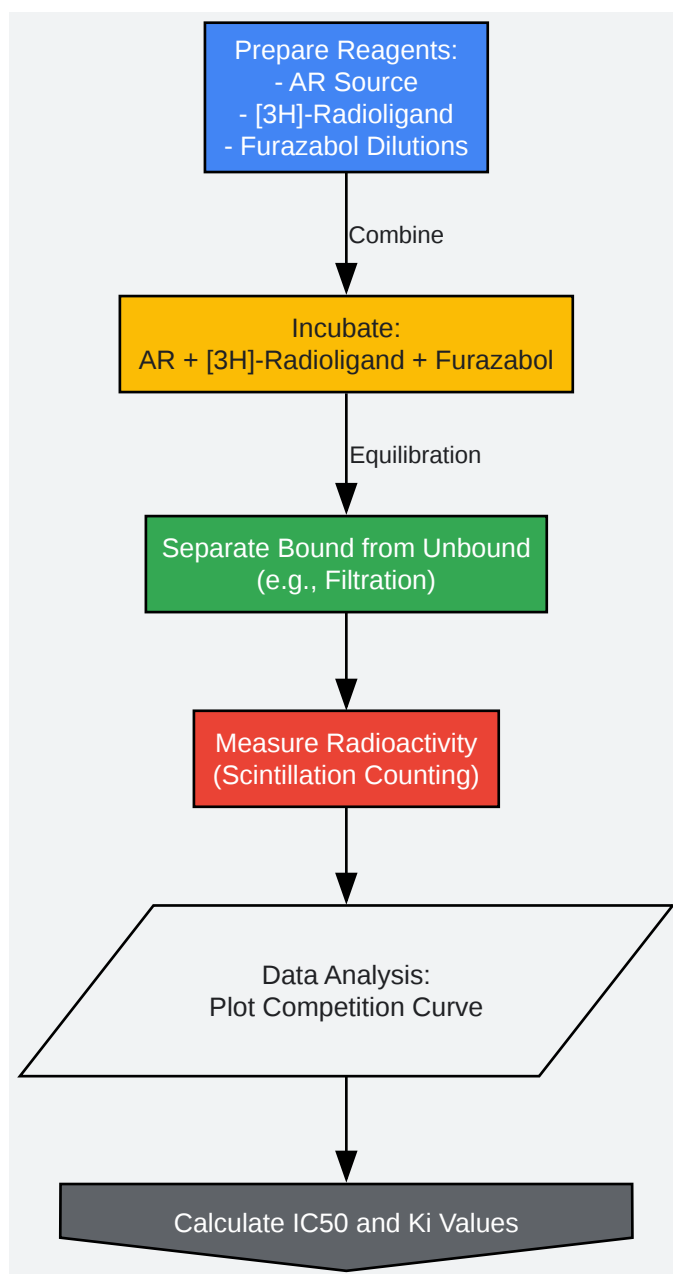 Prepare Reagents:
- AR Source
- [3H]-Radioligand
- Furazabol Dilutions
Combine
Incubate:
AR + [3H]-Radioligand + Furazabol
Equilibration
Separate Bound from Unbound
(e.g., Filtration)
Measure Radioactivity
(Scintillation Counting)
Data Analysis:
Plot Competition Curve
Calculate IC50 and Ki Values